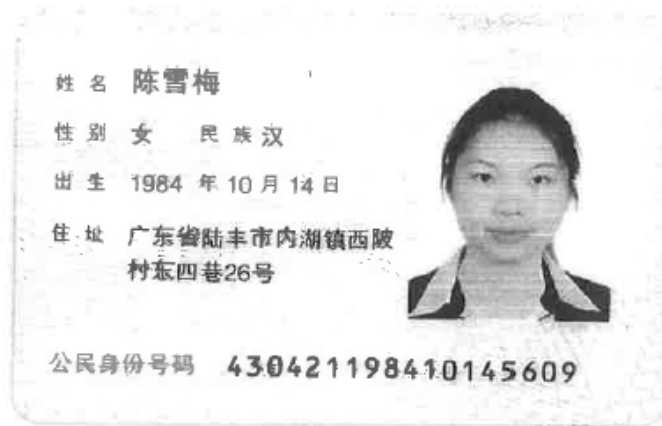 姓名 陈雪梅
性别 女 民族 汉
出生 1984 年 10 月 14 日
住址 广东省陆丰市内湖镇西陂
村东四巷26号
公民身份号码 430421198410145609